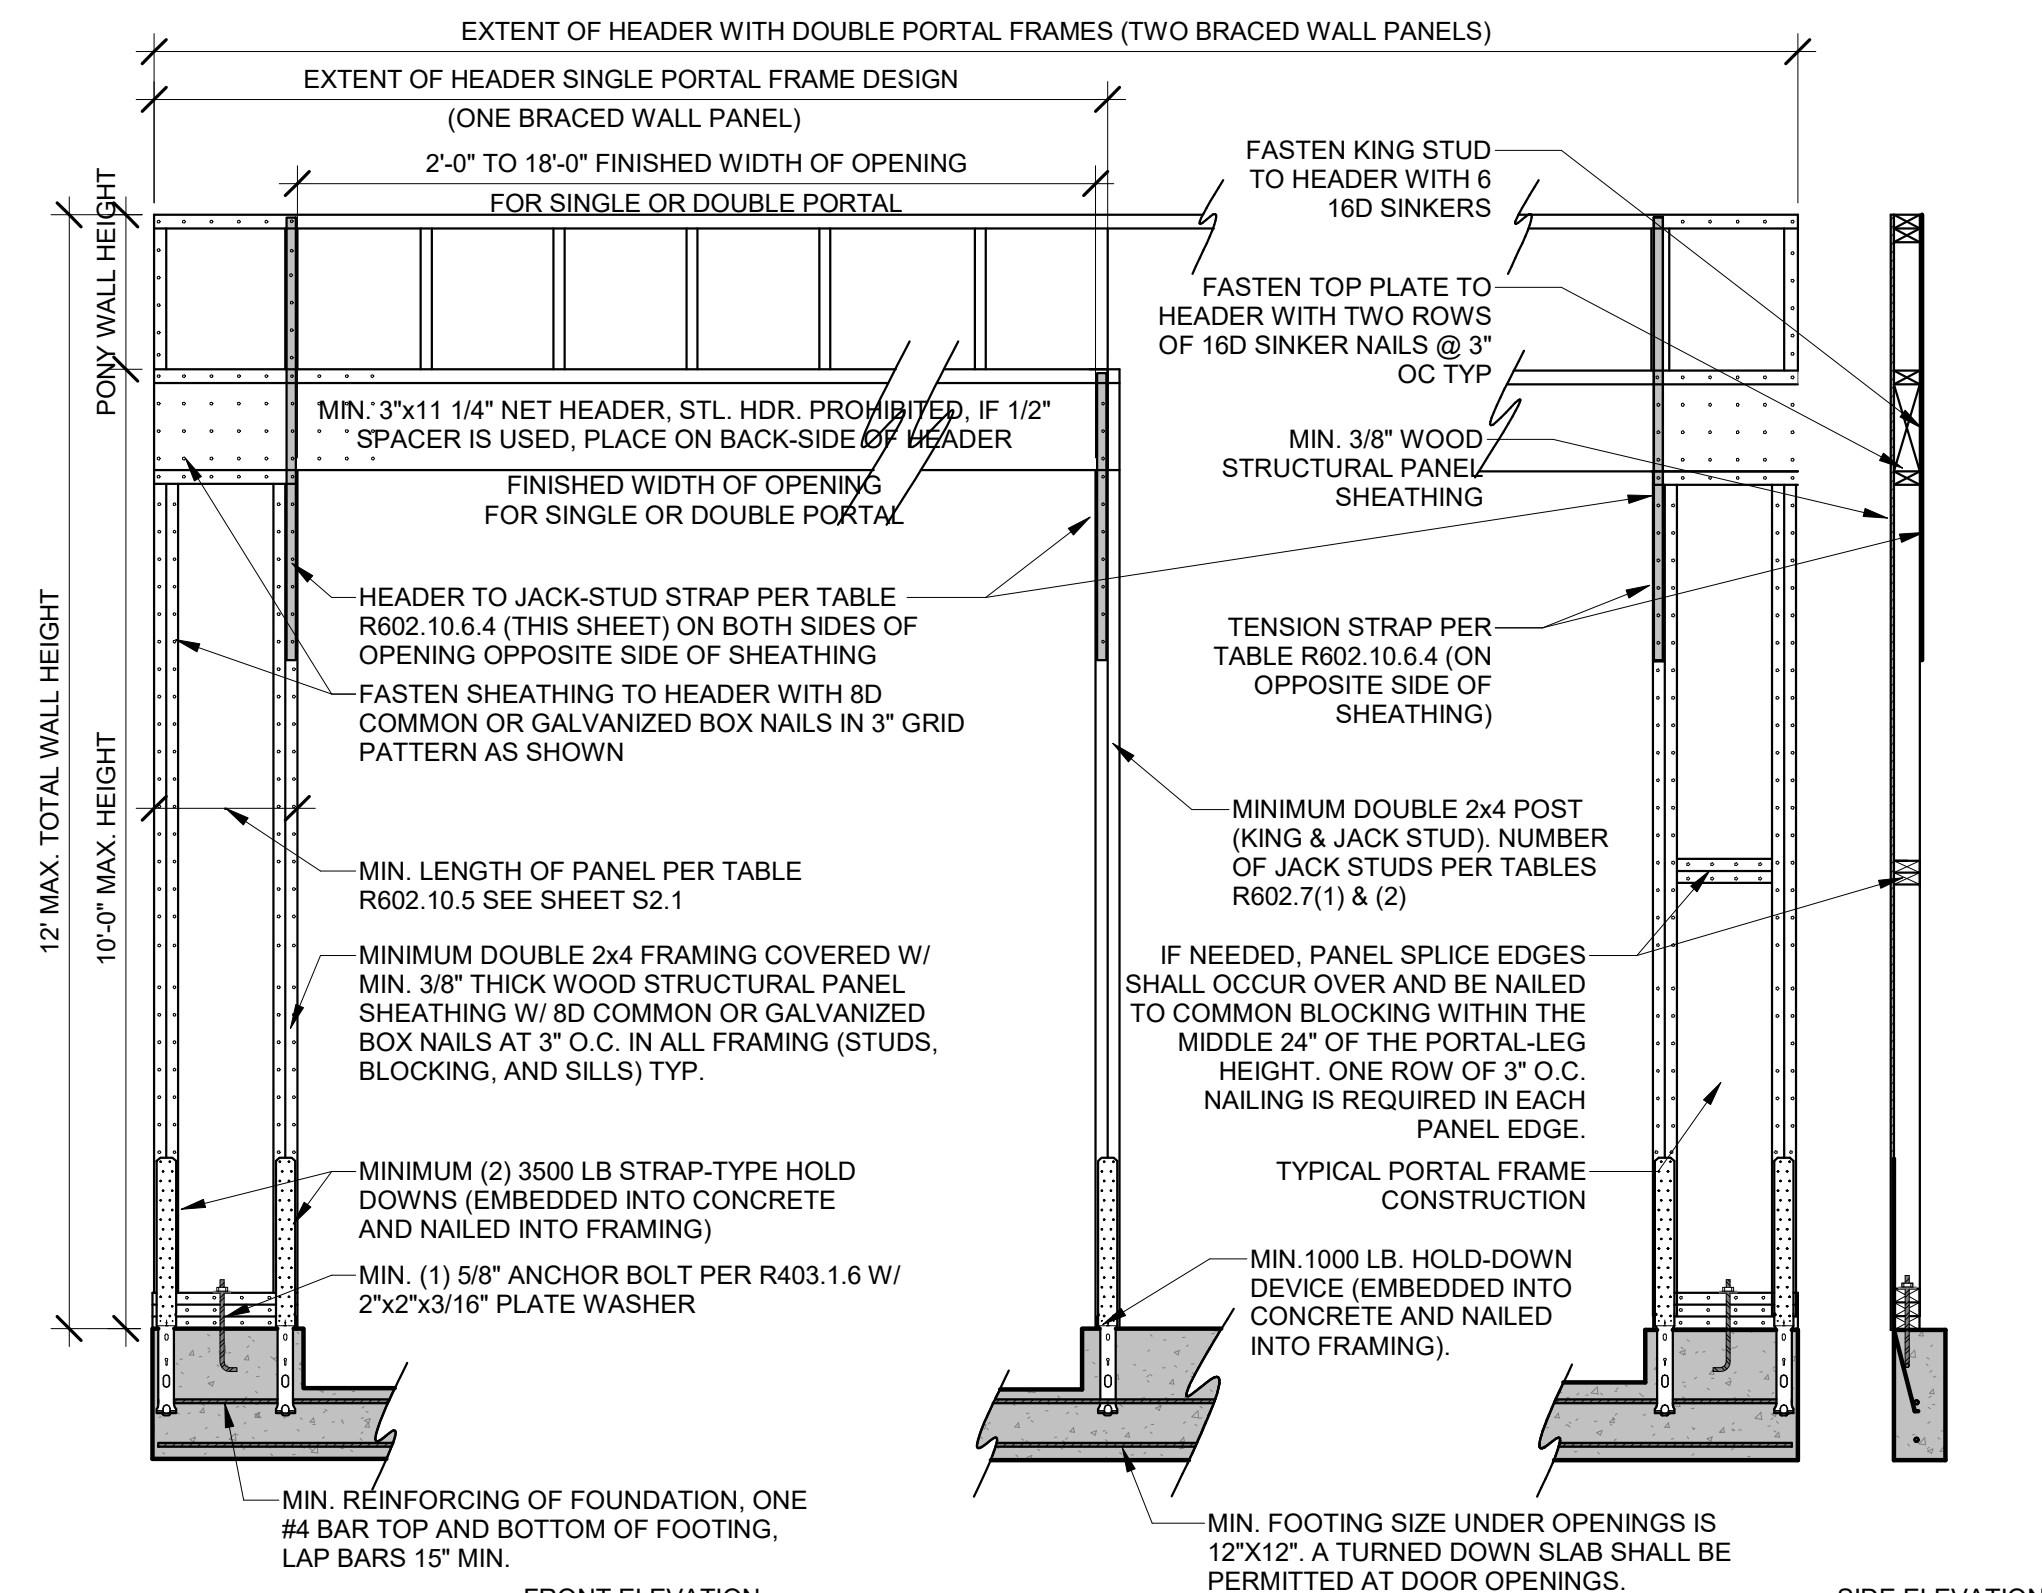 EXTENT OF HEADER WITH DOUBLE PORTAL FRAMES (TWO BRACED WALL PANELS)
EXTENT OF HEADER SINGLE PORTAL FRAME DESIGN
(ONE BRACED WALL PANEL)
2'-0" TO 18'-0" FINISHED WIDTH OF OPENING
FOR SINGLE OR DOUBLE PORTAL
PONY WALL HEIGHT
12' MAX. TOTAL WALL HEIGHT
10'-0" MAX. HEIGHT
MIN. 3"x11 1/4" NET HEADER, STL. HDR. PROHIBITED, IF 1/2"
SPACER IS USED, PLACE ON BACK-SIDE OF HEADER
FINISHED WIDTH OF OPENING
FOR SINGLE OR DOUBLE PORTAL
HEADER TO JACK-STUD STRAP PER TABLE
R602.10.6.4 (THIS SHEET) ON BOTH SIDES OF
OPENING OPPOSITE SIDE OF SHEATHING
FASTEN SHEATHING TO HEADER WITH 8D
COMMON OR GALVANIZED BOX NAILS IN 3" GRID
PATTERN AS SHOWN
MIN. LENGTH OF PANEL PER TABLE
R602.10.5 SEE SHEET S2.1
MINIMUM DOUBLE 2x4 FRAMING COVERED W/
MIN. 3/8" THICK WOOD STRUCTURAL PANEL
SHEATHING W/ 8D COMMON OR GALVANIZED
BOX NAILS AT 3" O.C. IN ALL FRAMING (STUDS,
BLOCKING, AND SILLS) TYP.
MINIMUM (2) 3500 LB STRAP-TYPE HOLD
DOWNS (EMBEDDED INTO CONCRETE
AND NAILED INTO FRAMING)
MIN. (1) 5/8" ANCHOR BOLT PER R403.1.6 W/
2"x2"x3/16" PLATE WASHER
MIN. REINFORCING OF FOUNDATION, ONE
#4 BAR TOP AND BOTTOM OF FOOTING,
LAP BARS 15" MIN.
FASTEN KING STUD
TO HEADER WITH 6
16D SINKERS
FASTEN TOP PLATE TO
HEADER WITH TWO ROWS
OF 16D SINKER NAILS @ 3"
OC TYP
MIN. 3/8" WOOD
STRUCTURAL PANEL
SHEATHING
TENSION STRAP PER
TABLE R602.10.6.4 (ON
OPPOSITE SIDE OF
SHEATHING)
MINIMUM DOUBLE 2x4 POST
(KING & JACK STUD). NUMBER
OF JACK STUDS PER TABLES
R602.7(1) & (2)
IF NEEDED, PANEL SPLICE EDGES
SHALL OCCUR OVER AND BE NAILED
TO COMMON BLOCKING WITHIN THE
MIDDLE 24" OF THE PORTAL-LEG
HEIGHT. ONE ROW OF 3" O.C.
NAILING IS REQUIRED IN EACH
PANEL EDGE.
TYPICAL PORTAL FRAME
CONSTRUCTION
MIN.1000 LB. HOLD-DOWN
DEVICE (EMBEDDED INTO
CONCRETE AND NAILED
INTO FRAMING).
MIN. FOOTING SIZE UNDER OPENINGS IS
12"X12". A TURNED DOWN SLAB SHALL BE
PERMITTED AT DOOR OPENINGS.
FRONT ELEVATION
SIDE ELEVATION